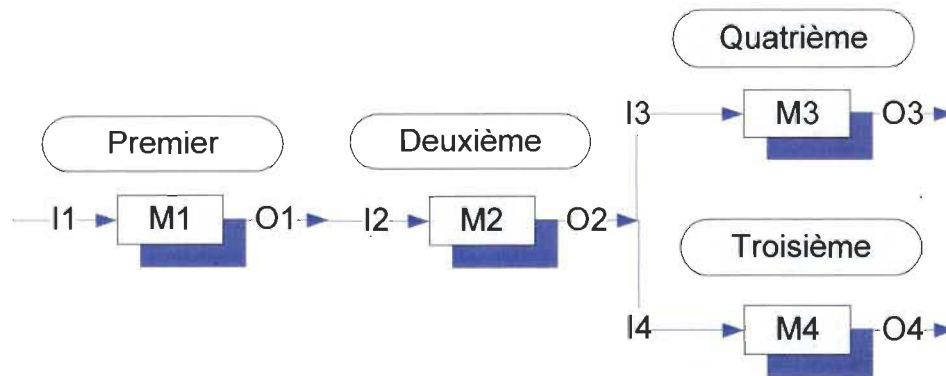 Quatrième
I3 M3 O3
Premier
Deuxième
I1 M1 O1 I2 M2 O2
Troisième
I4 M4 O4